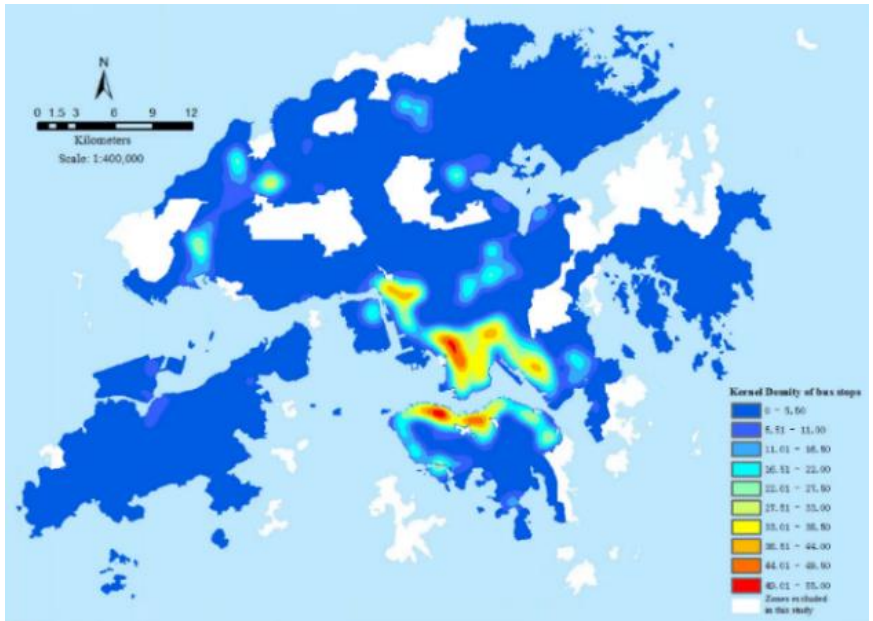 N
0 1.5 3 6 9 12
Kilometers
Scale: 1:400,000
Kernel Density of bus stops
0 - 5.50
5.51 - 11.00
11.01 - 16.50
16.51 - 22.00
22.01 - 27.50
27.51 - 33.00
33.01 - 38.50
38.51 - 44.00
44.01 - 49.50
49.51 - 55.00
Zones excluded
in this study